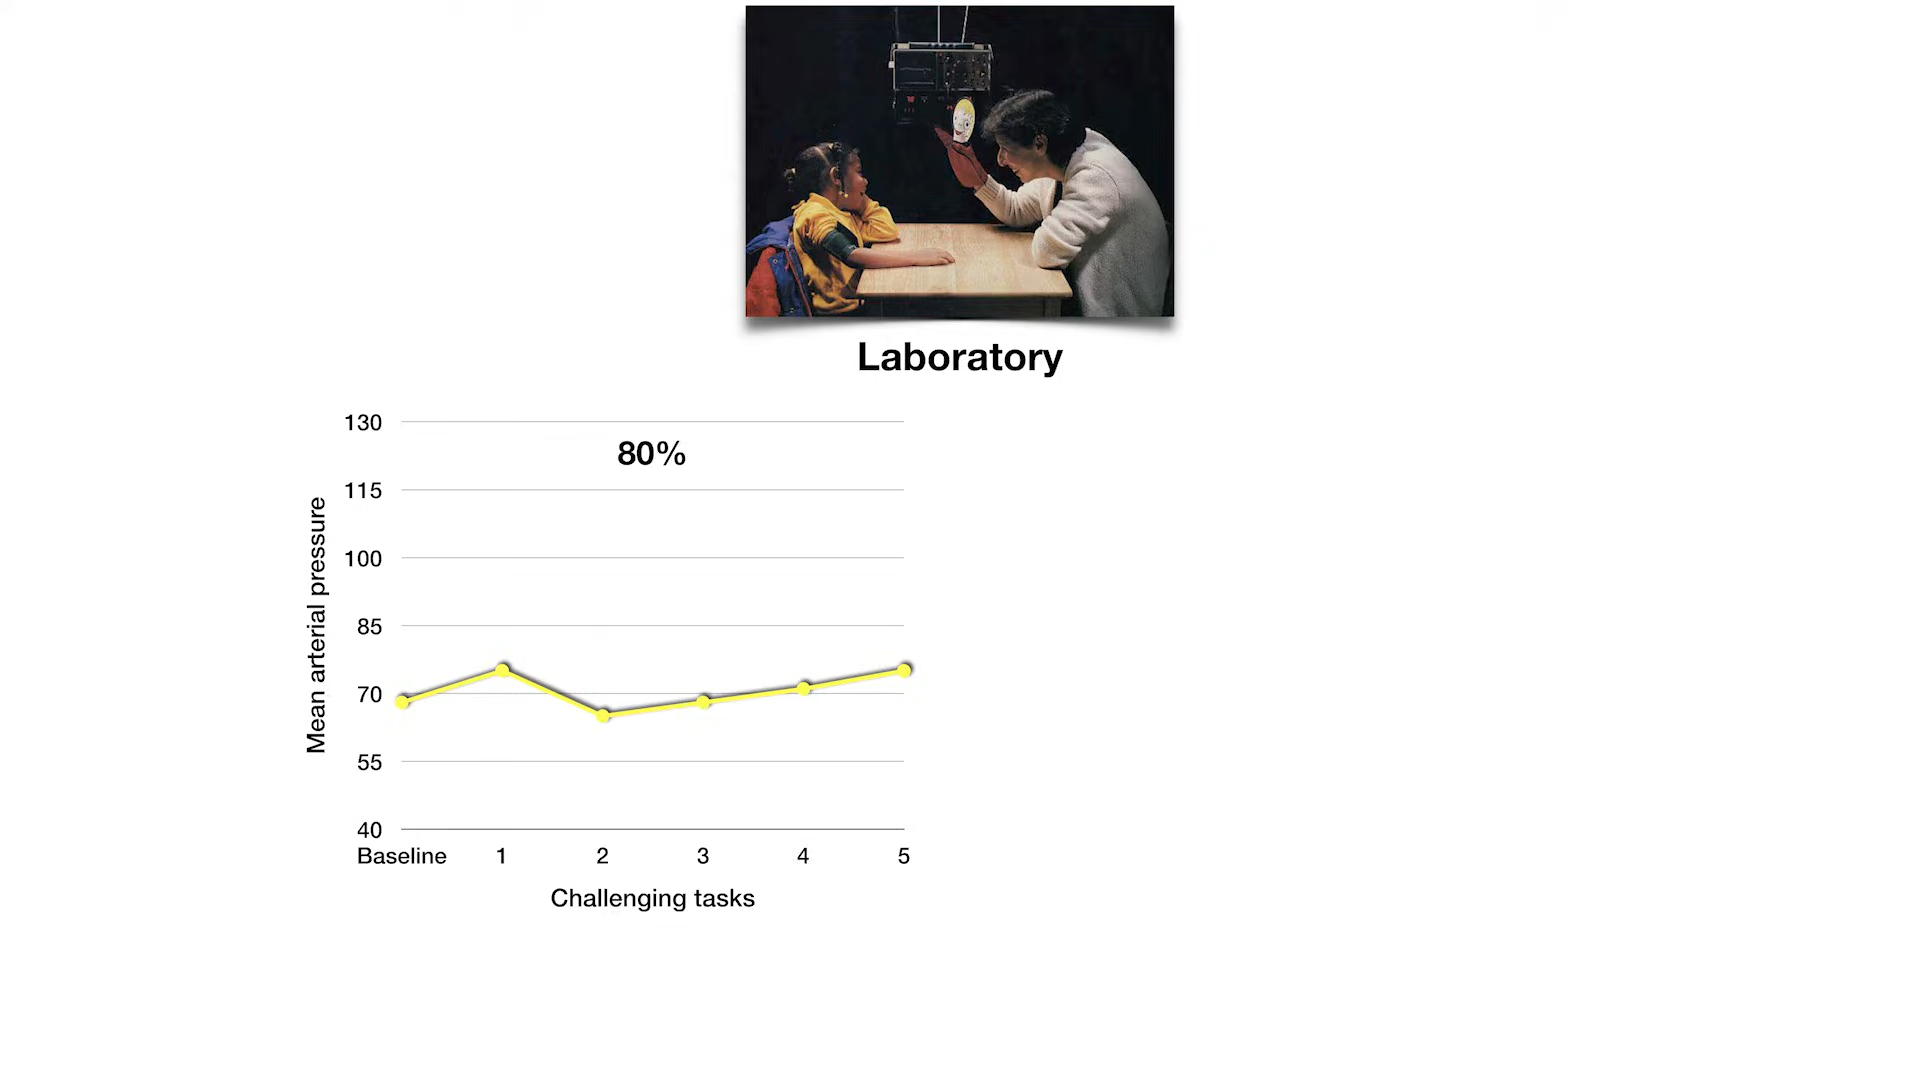 Laboratory
130
80%
115
100
85
70
55
40
Mean arterial pressure
Baseline 1 2 3 4 5
Challenging tasks